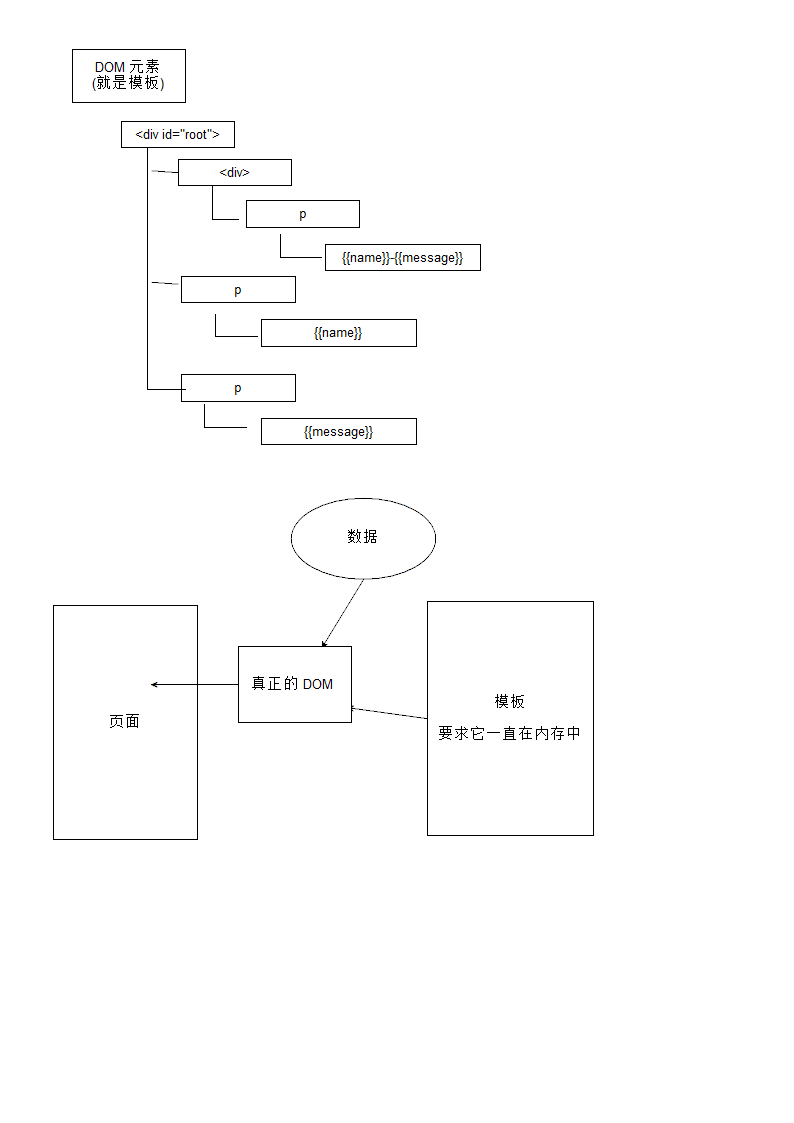 DOM 元素
(就是模板)
<div id="root">
<div>
p
{{name}}-{{message}}
p
{{name}}
p
{{message}}
数据
真正的 DOM
页面
模板
要求它一直在内存中